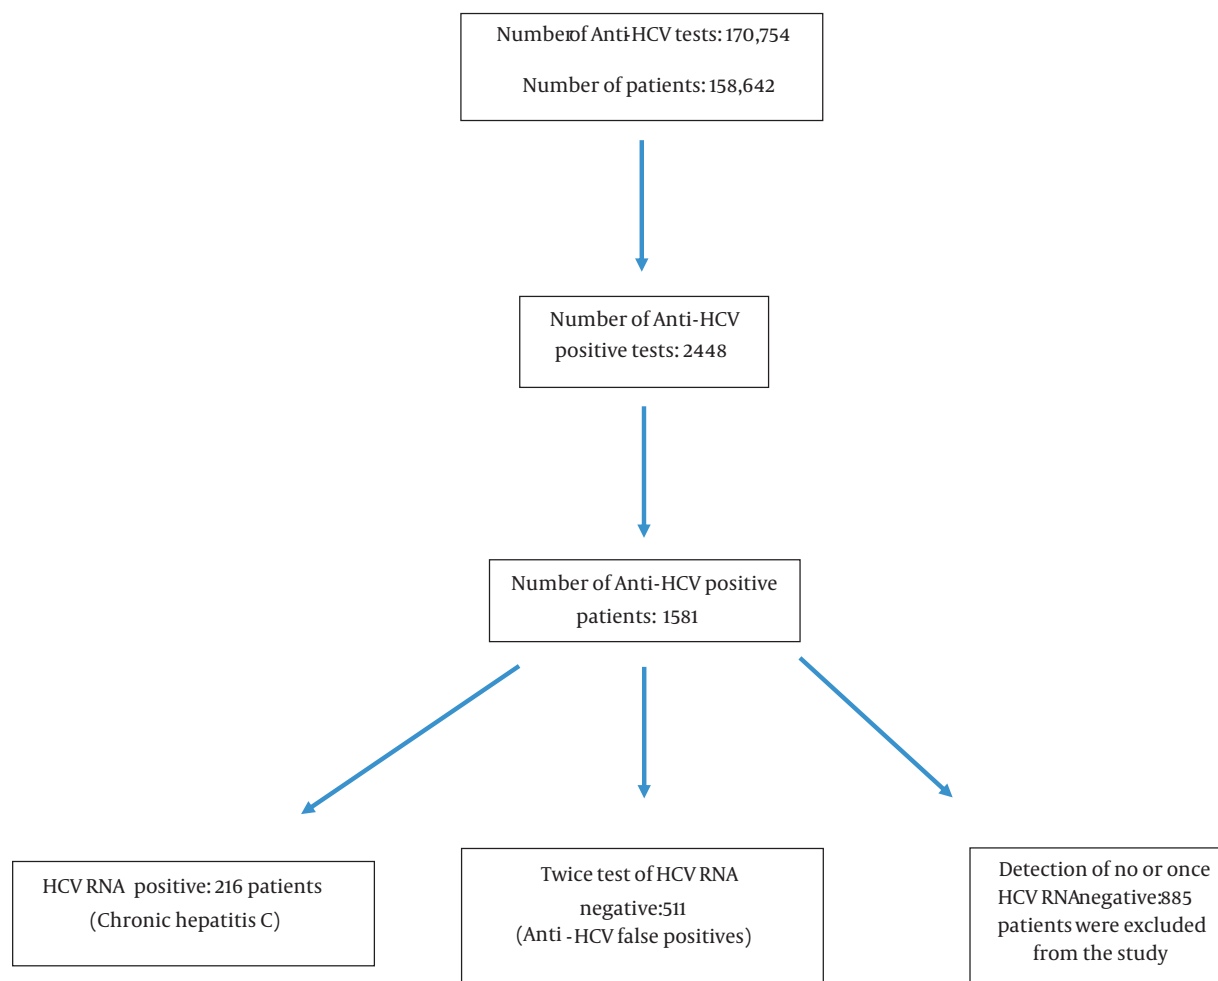 Numberof Anti-HCV tests: 170,754
Number of patients: 158,642
Number of Anti-HCV
positive tests: 2448
Number of Anti-HCV positive
patients: 1581
HCV RNA positive: 216 patients
(Chronic hepatitis C)
Twice test of HCV RNA
negative:511
(Anti -HCV false positives)
Detection of no or once
HCV RNAnegative:885
patients were excluded
from the study